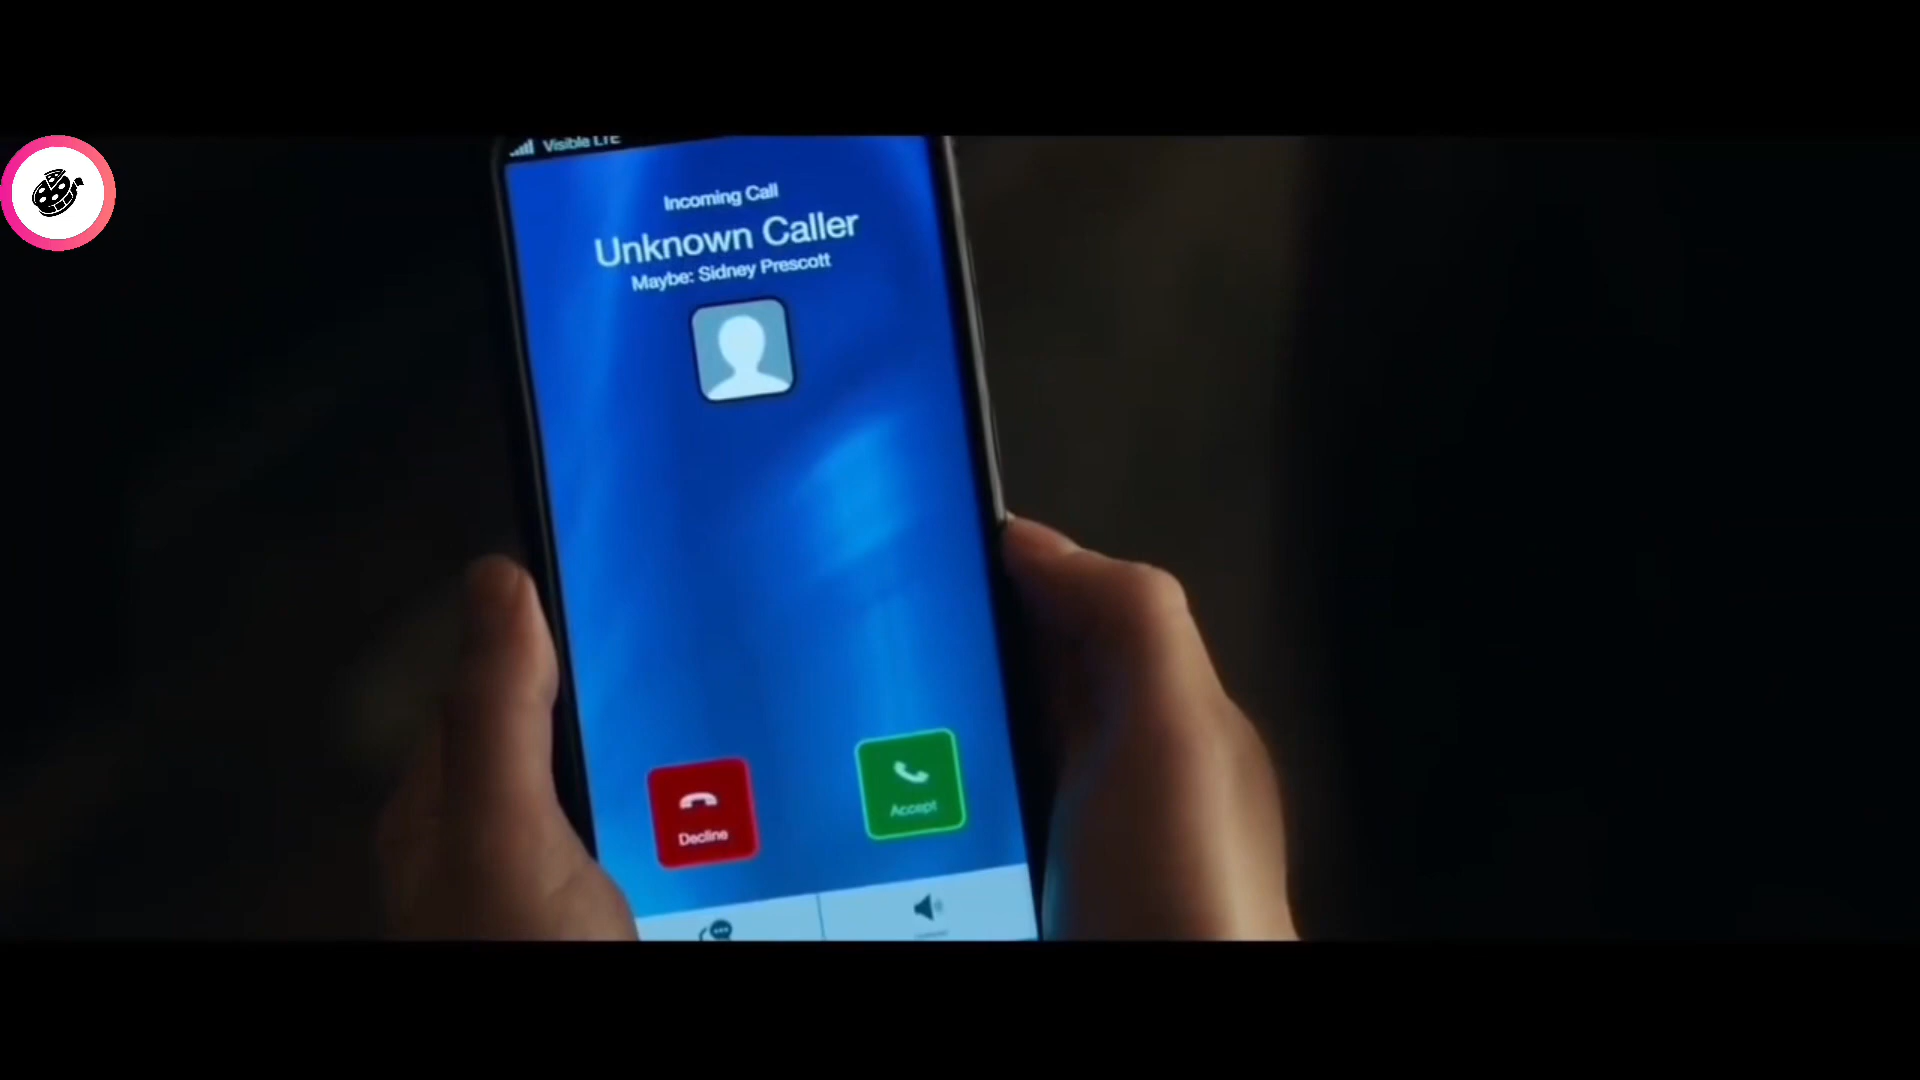 Visible LTE
Incoming Call
Unknown Caller
Maybe: Sidney Prescott
Decline
Accept